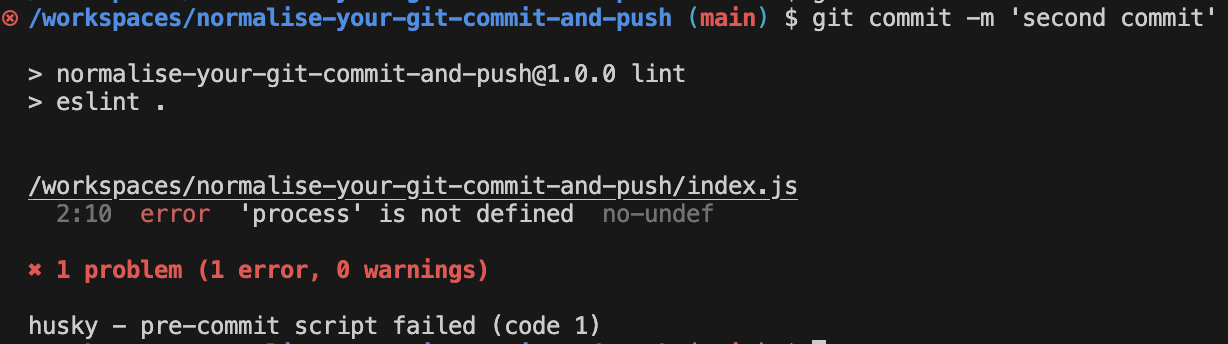 /workspaces/normalise-your-git-commit-and-push (main) $ git commit -m 'second commit'
> normalise-your-git-commit-and-push@1.0.0 lint
> eslint .
/workspaces/normalise-your-git-commit-and-push/index.js
2:10 error 'process' is not defined no-undef
✖ 1 problem (1 error, 0 warnings)
husky - pre-commit script failed (code 1)